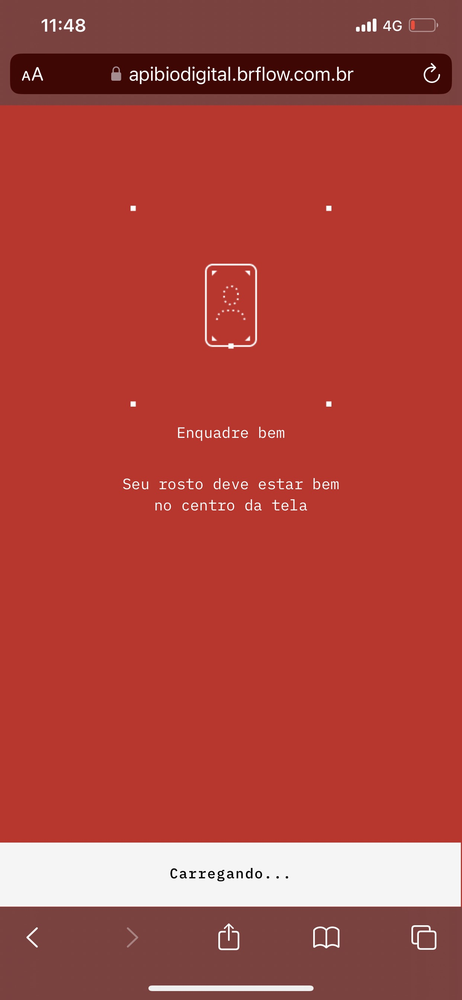 11:48
4G
AA
apibiodigital.brflow.com.br
Enquadre bem
Seu rosto deve estar bem
no centro da tela
Carregando...